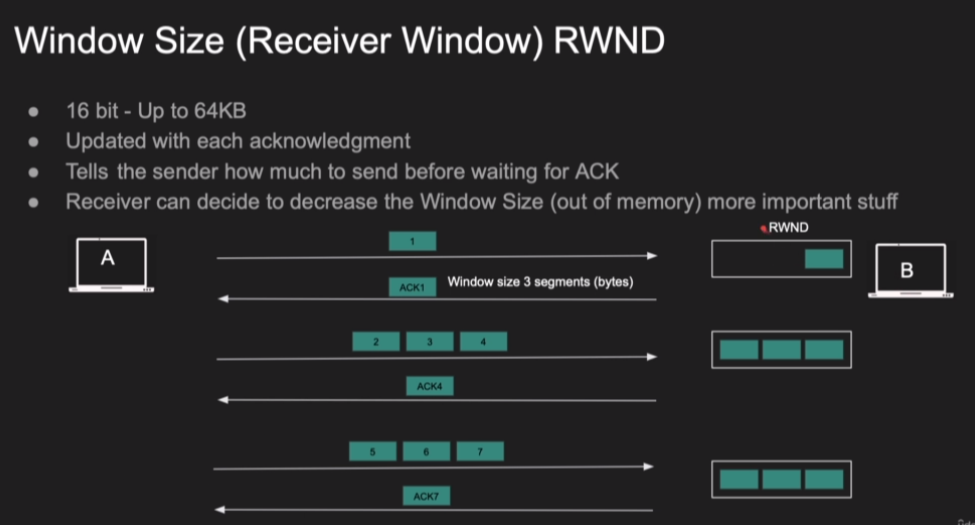 Window Size (Receiver Window) RWND
● 16 bit - Up to 64KB
● Updated with each acknowledgment
● Tells the sender how much to send before waiting for ACK
● Receiver can decide to decrease the Window Size (out of memory) more important stuff
RWND
A
1
B
ACK1
Window size 3 segments (bytes)
2 3 4
ACK4
5 6 7
ACK7